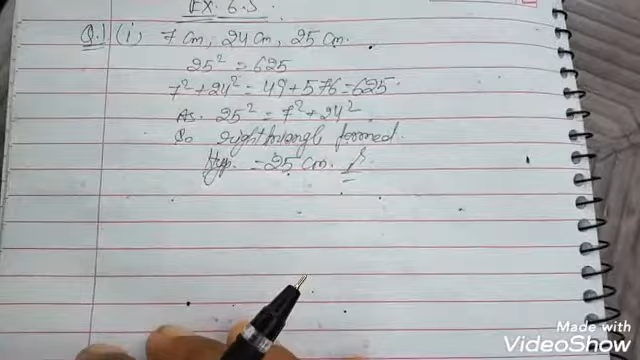 EX. 6.5.
Q.1 (i) 7 cm, 24 cm, 25 cm.
25² = 625
7² + 24² = 49 + 576 = 625.
As. 25² = 7² + 24².
So right triangl formed.
Hyp. = 25 cm.
Made with
VideoShow